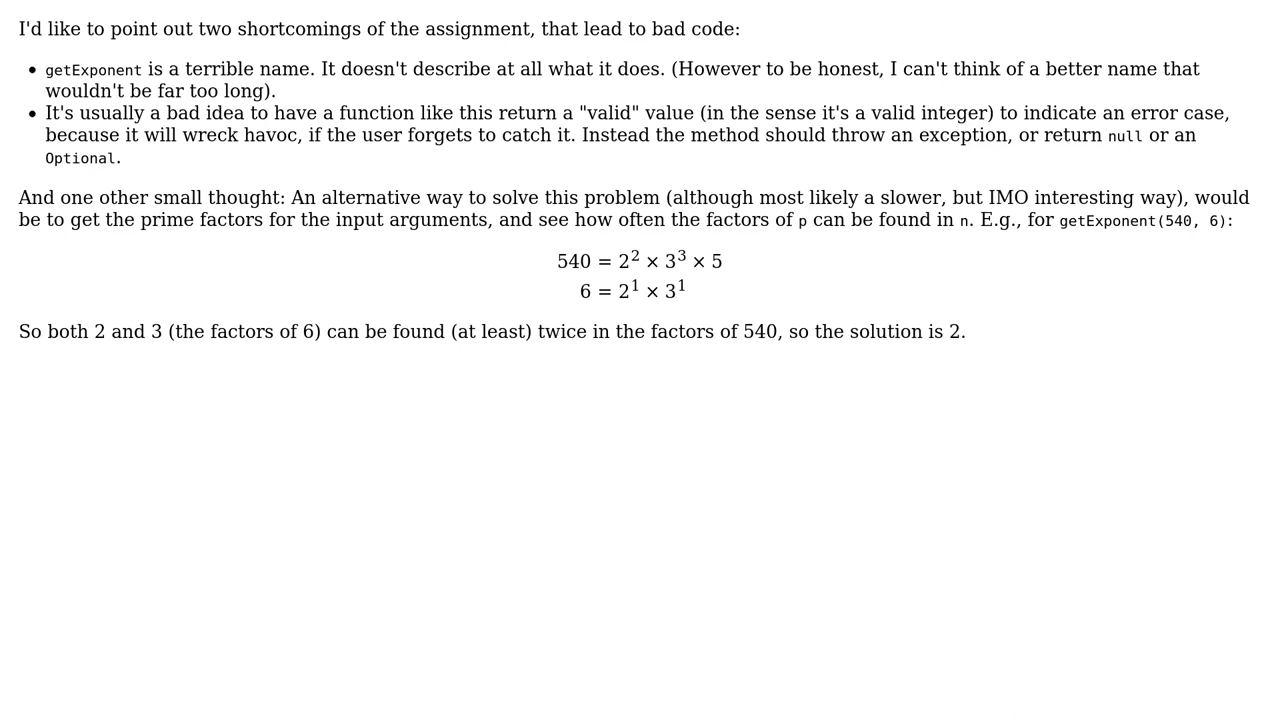 I'd like to point out two shortcomings of the assignment, that lead to bad code:
• getExponent is a terrible name. It doesn't describe at all what it does. (However to be honest, I can't think of a better name that
wouldn't be far too long).
• It's usually a bad idea to have a function like this return a "valid" value (in the sense it's a valid integer) to indicate an error case,
because it will wreck havoc, if the user forgets to catch it. Instead the method should throw an exception, or return null or an
Optional.
And one other small thought: An alternative way to solve this problem (although most likely a slower, but IMO interesting way), would
be to get the prime factors for the input arguments, and see how often the factors of p can be found in n. E.g., for getExponent(540, 6):
540 = 2² × 3³ × 5
6 = 2¹ × 3¹
So both 2 and 3 (the factors of 6) can be found (at least) twice in the factors of 540, so the solution is 2.